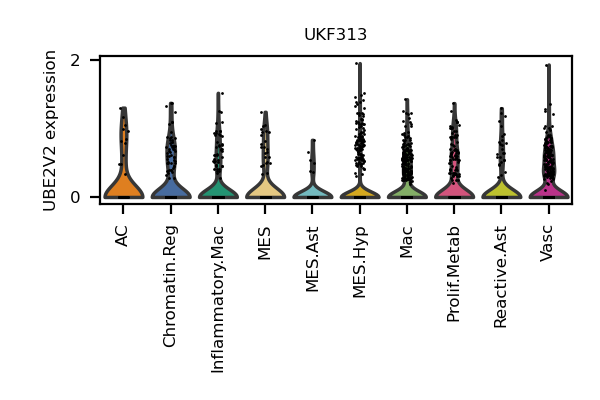 UKF313
UBE2V2 expression
2
0
AC
Chromatin.Reg
Inflammatory.Mac
MES
MES.Ast
MES.Hyp
Mac
Prolif.Metab
Reactive.Ast
Vasc